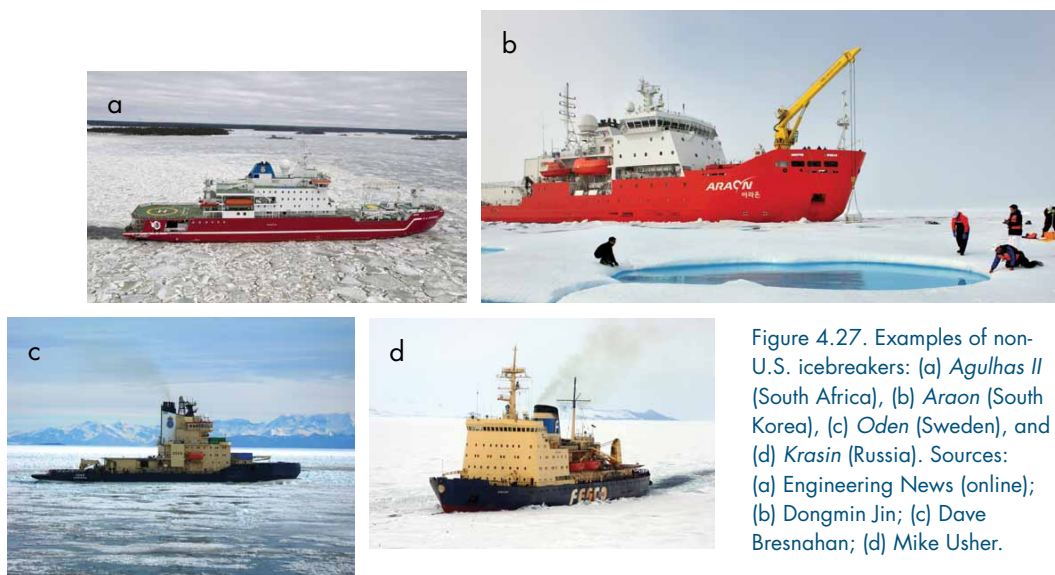 a
b
ARAON
아라온
c
d
FESCO
Figure 4.27. Examples of non-
U.S. icebreakers: (a) Agulhas II
(South Africa), (b) Araon (South
Korea), (c) Oden (Sweden), and
(d) Krasin (Russia). Sources:
(a) Engineering News (online);
(b) Dongmin Jin; (c) Dave
Bresnahan; (d) Mike Usher.